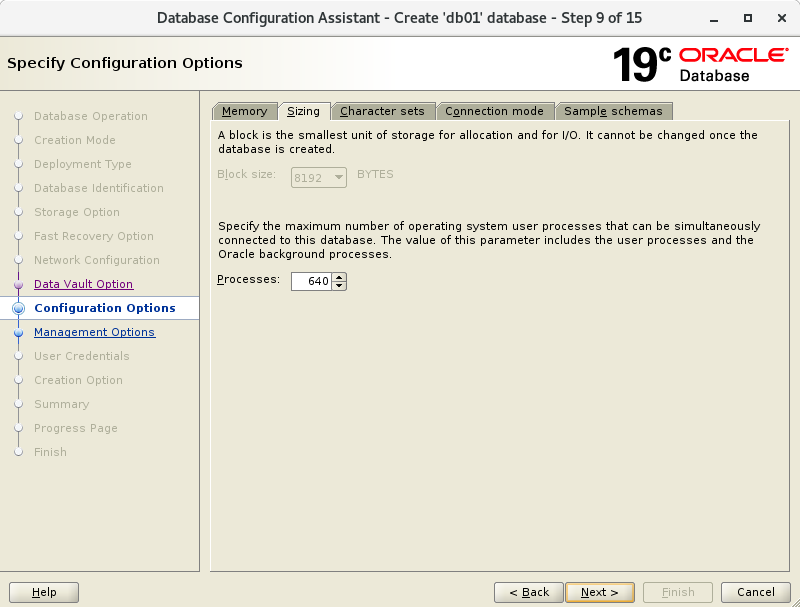 Database Configuration Assistant - Create 'db01' database - Step 9 of 15
Specify Configuration Options
19c ORACLE
Database
Database Operation
Creation Mode
Deployment Type
Database Identification
Storage Option
Fast Recovery Option
Network Configuration
Data Vault Option
Configuration Options
Management Options
User Credentials
Creation Option
Summary
Progress Page
Finish
Memory Sizing Character sets Connection mode Sample schemas
A block is the smallest unit of storage for allocation and for I/O. It cannot be changed once the
database is created.
Block size: 8192 BYTES
Specify the maximum number of operating system user processes that can be simultaneously
connected to this database. The value of this parameter includes the user processes and the
Oracle background processes.
Processes: 640
Help < Back Next > Finish Cancel